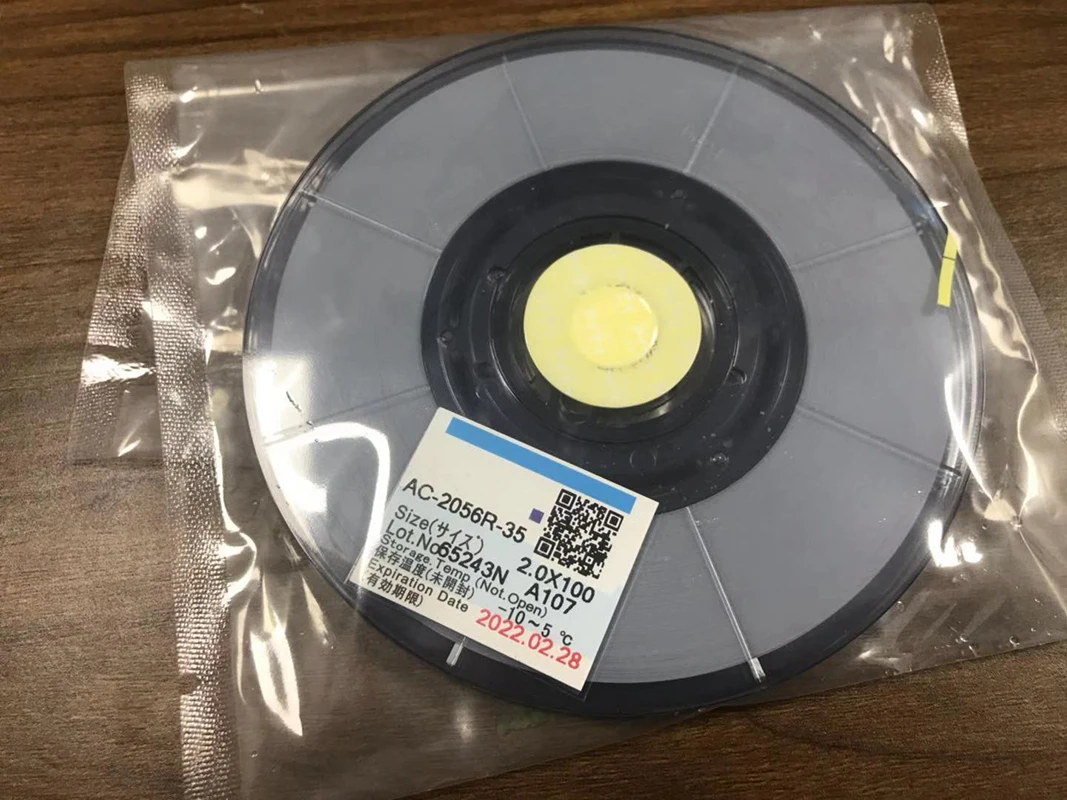 AC-2056R-35
Size(サイズ) 2.0X100
Lot.No65243N A107
Storage.Temp (Not.Open)
保存温度(未開封) -10~5 ℃
Expiration Date 2022.02.28
有効期限)